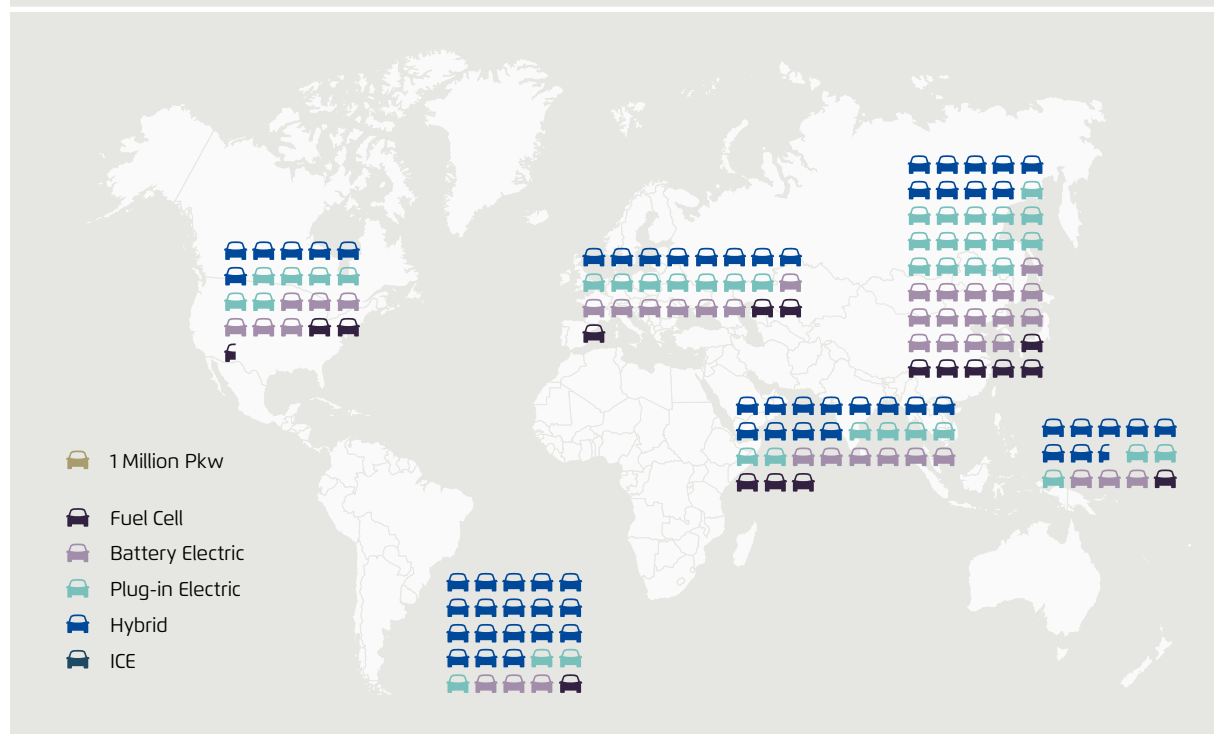 1 Million Pkw
Fuel Cell
Battery Electric
Plug-in Electric
Hybrid
ICE